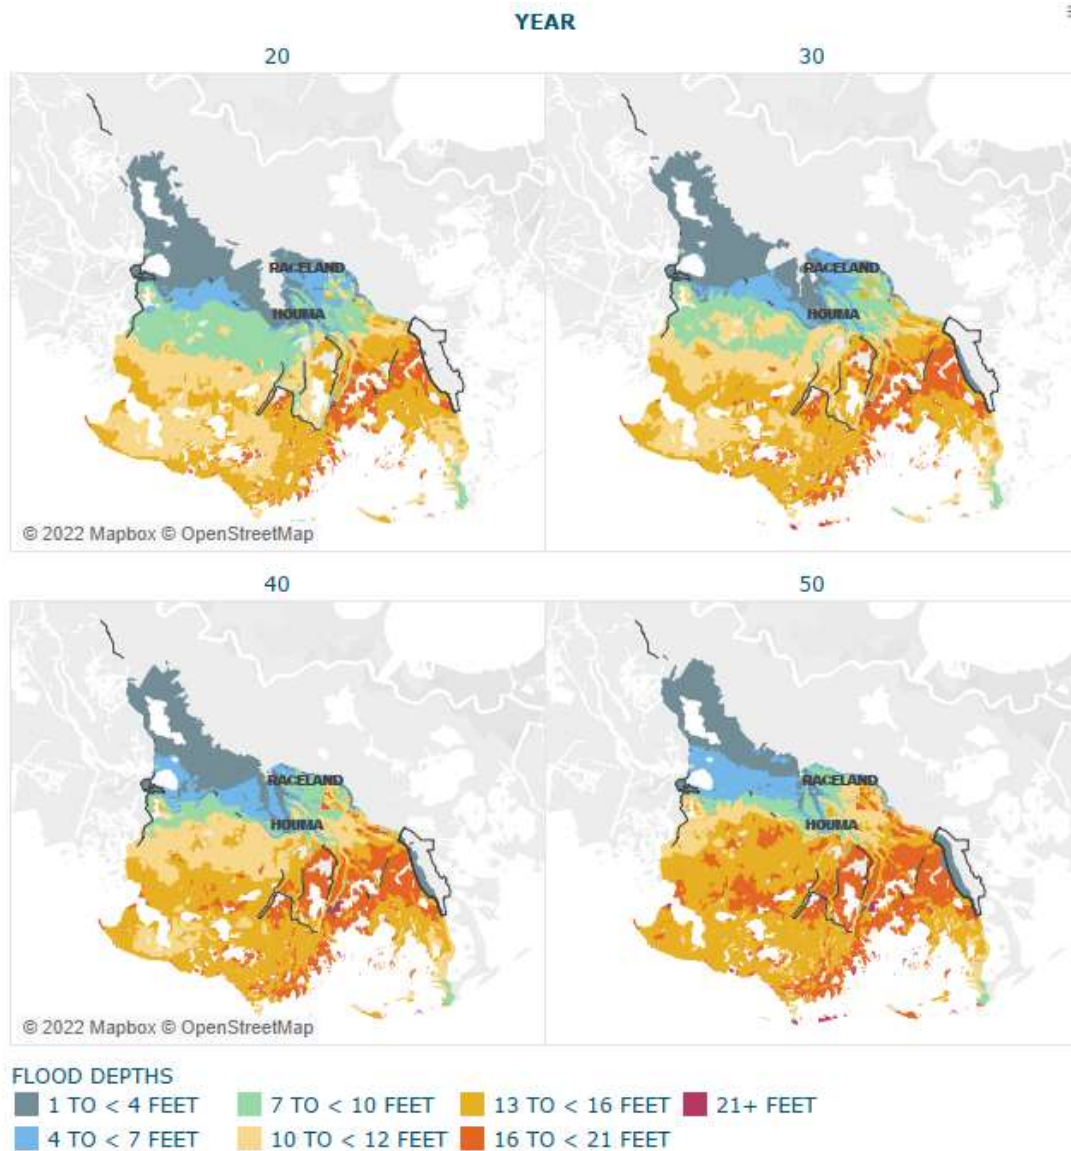 YEAR
20
30
RACELAND
HOUMA
RACELAND
HOUMA
© 2022 Mapbox © OpenStreetMap
40
50
RACELAND
HOUMA
RACELAND
HOUMA
© 2022 Mapbox © OpenStreetMap
FLOOD DEPTHS
1 TO < 4 FEET 7 TO < 10 FEET 13 TO < 16 FEET 21+ FEET
4 TO < 7 FEET 10 TO < 12 FEET 16 TO < 21 FEET